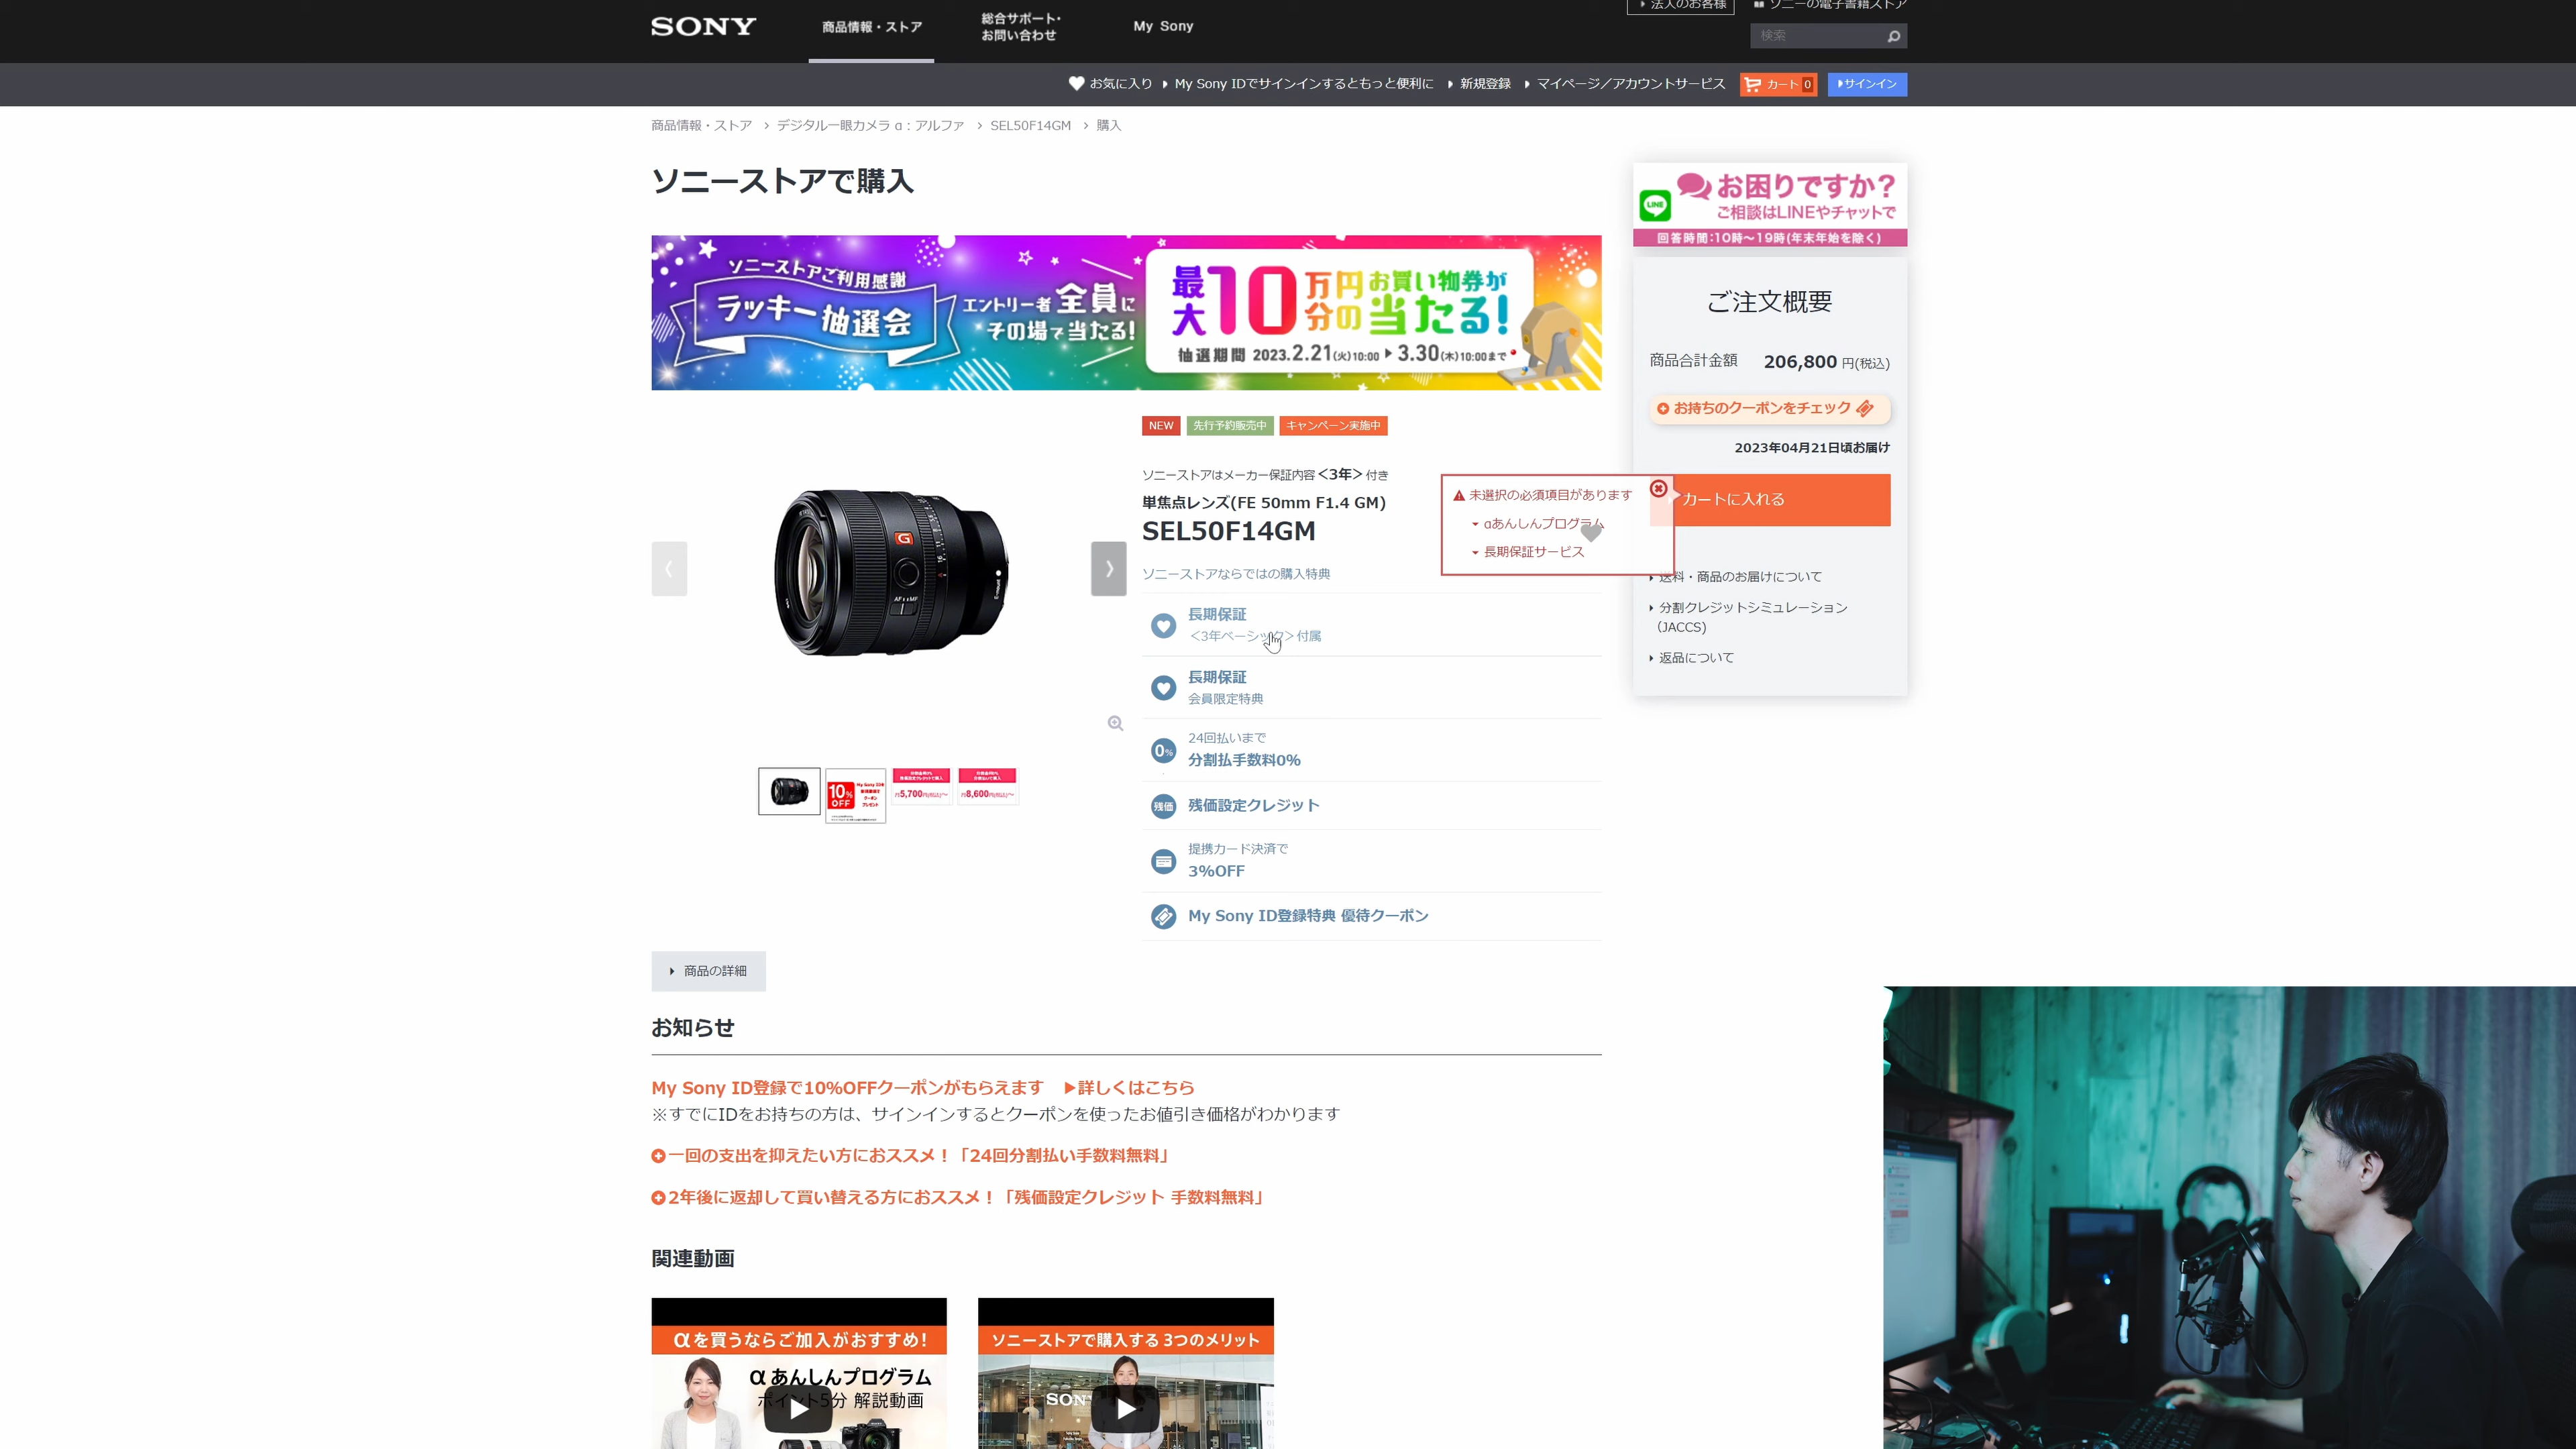 SONY
商品情報・ストア
総合サポート・
お問い合わせ
My Sony
法人のお客様
ソニーの電子書籍ストア
検索
お気に入り
My Sony IDでサインインするともっと便利に
新規登録
マイページ／アカウントサービス
カート 0
サインイン
商品情報・ストア > デジタル一眼カメラ α：アルファ > SEL50F14GM > 購入
ソニーストアで購入
ソニーストアご利用感謝
ラッキー抽選会
エントリー者全員に
その場で当たる!
最大10万円分のお買い物券が当たる!
抽選期間 2023.2.21(火)10:00 ▶ 3.30(木)10:00まで
お困りですか?
LINE
ご相談はLINEやチャットで
回答時間:10時〜19時(年末年始を除く)
ご注文概要
商品合計金額 206,800 円(税込)
お持ちのクーポンをチェック
2023年04月21日頃お届け
カートに入れる
送料・商品のお届けについて
分割クレジットシミュレーション
(JACCS)
返品について
NEW
先行予約販売中
キャンペーン実施中
ソニーストアはメーカー保証内容<3年>付き
単焦点レンズ(FE 50mm F1.4 GM)
SEL50F14GM
未選択の必須項目があります
αあんしんプログラム
長期保証サービス
ソニーストアならではの購入特典
長期保証
<3年ベーシック>付属
長期保証
会員限定特典
0%
24回払いまで
分割払手数料0%
残価
残価設定クレジット
提携カード決済で
3%OFF
My Sony ID登録特典 優待クーポン
G
AF MF
10%
OFF
5,700
8,600
商品の詳細
お知らせ
My Sony ID登録で10%OFFクーポンがもらえます ▶詳しくはこちら
※すでにIDをお持ちの方は、サインインするとクーポンを使ったお値引き価格がわかります
一回の支出を抑えたい方におススメ！「24回分割払い手数料無料」
2年後に返却して買い替える方におススメ！「残価設定クレジット 手数料無料」
関連動画
αを買うならご加入がおすすめ!
αあんしんプログラム
ポイント5分 解説動画
ソニーストアで購入する 3つのメリット
SONY